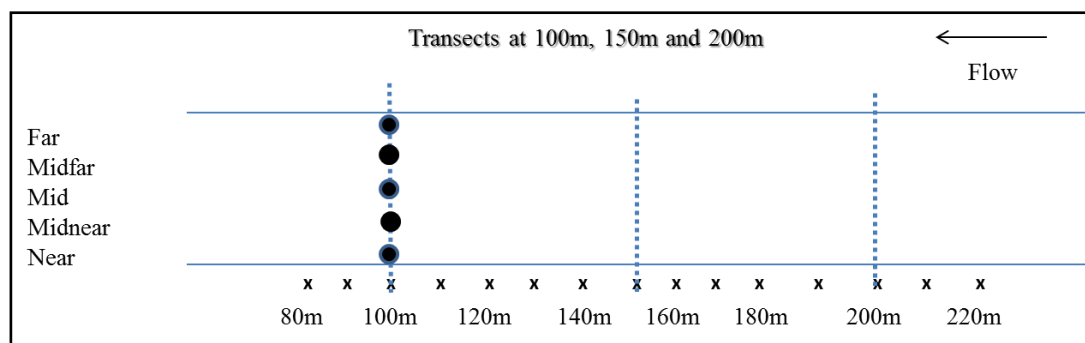 Transects at 100m, 150m and 200m
Flow
Far
Midfar
Mid
Midnear
Near
x x x x x x x x x x x x x x x
80m 100m 120m 140m 160m 180m 200m 220m